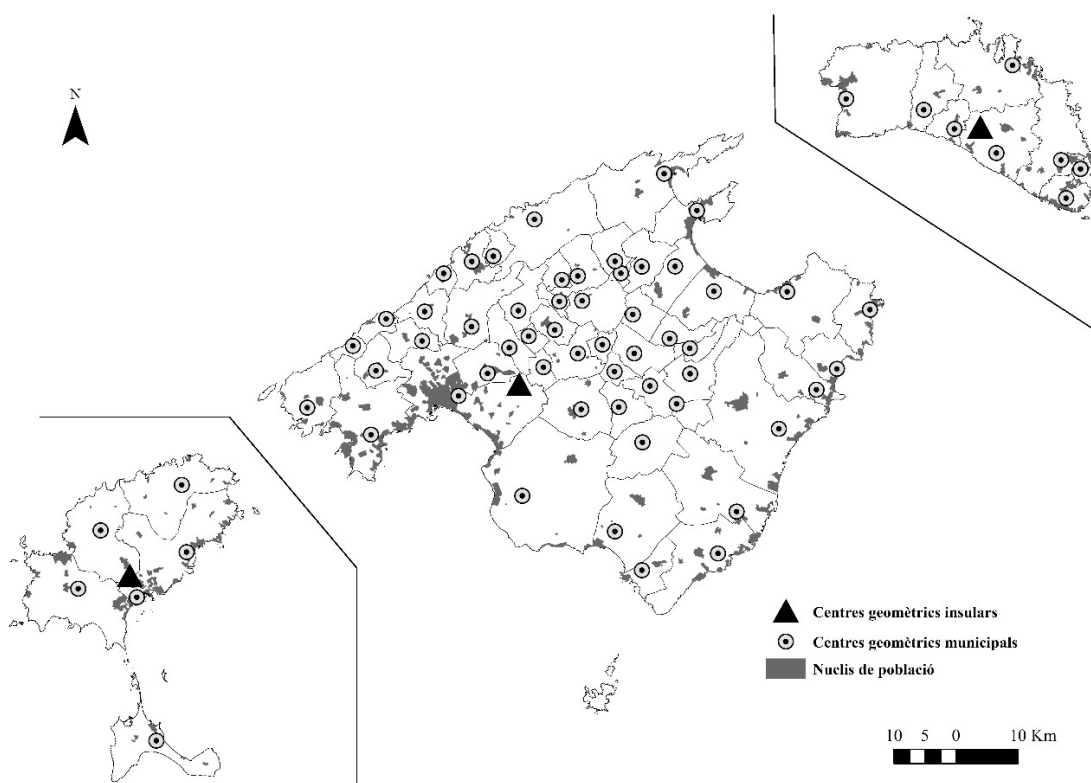 N
Centres geomètrics insulars
Centres geomètrics municipals
Nuclis de població
10 5 0 10 Km